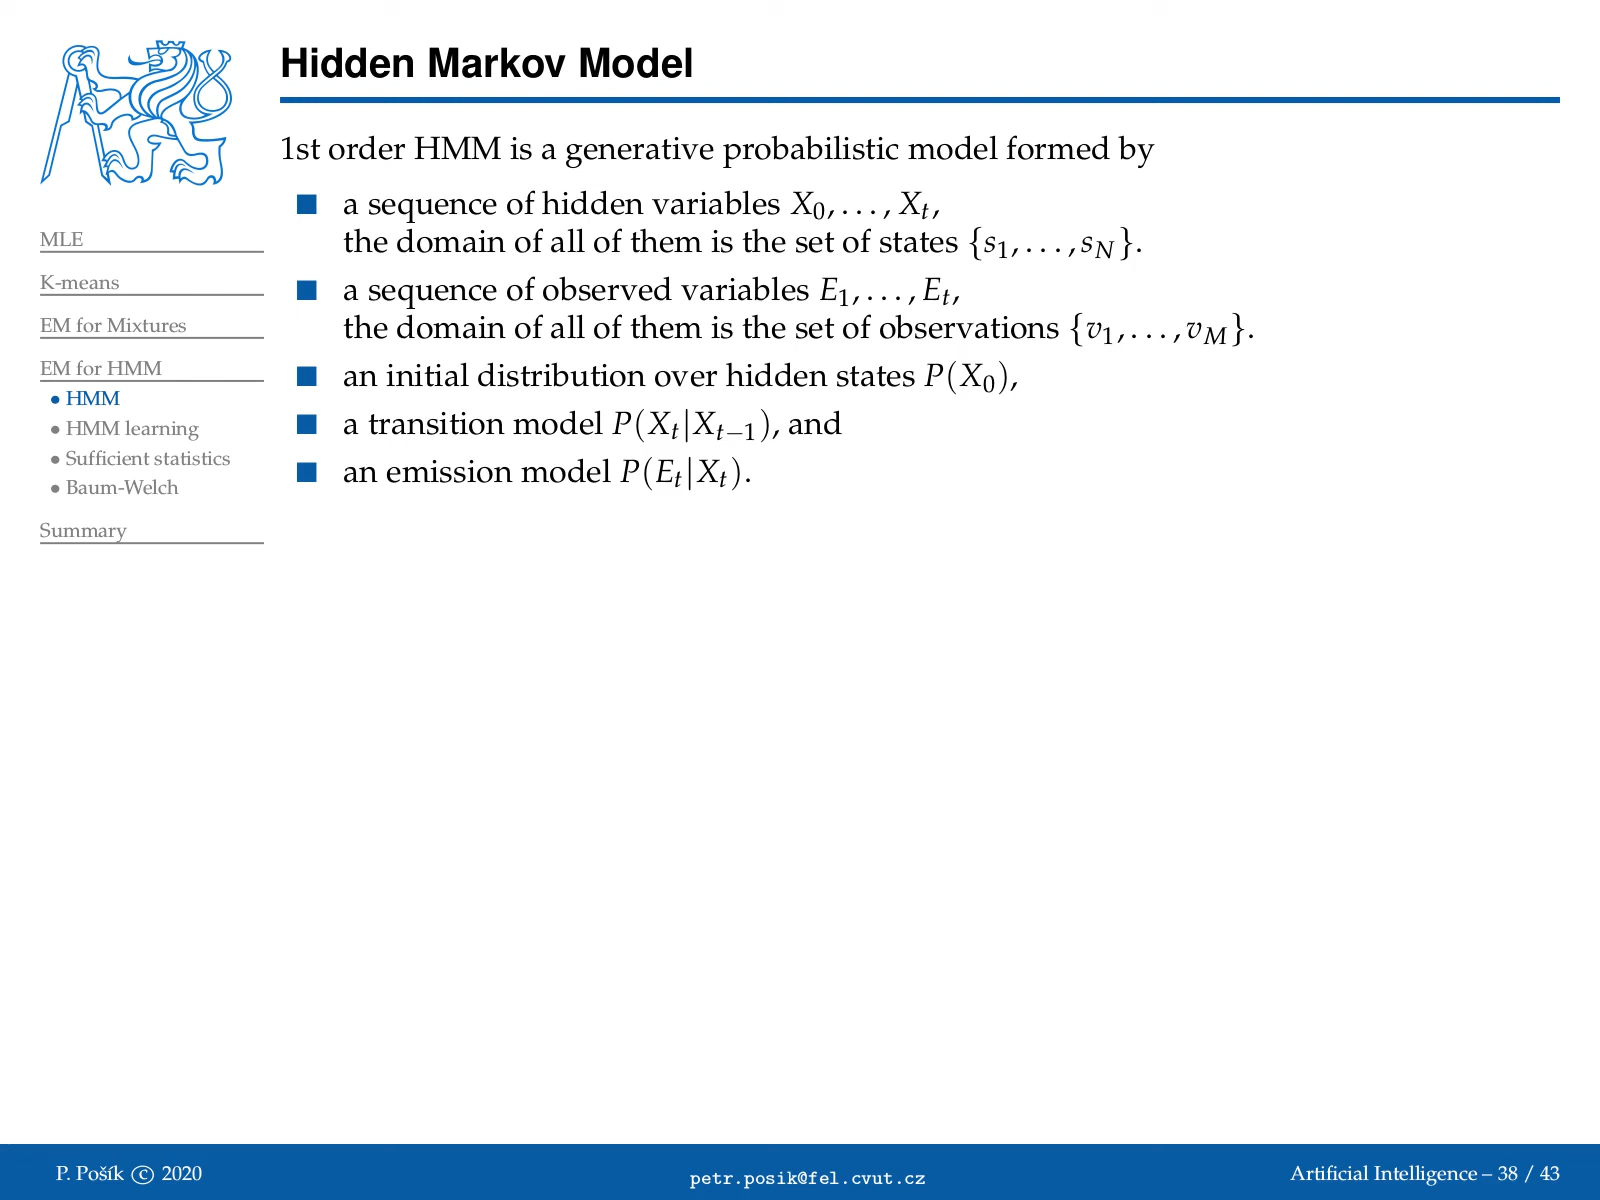 Hidden Markov Model
1st order HMM is a generative probabilistic model formed by
■ a sequence of hidden variables X₀, . . . , Xₜ,
the domain of all of them is the set of states {s₁, . . . , s_N}.
■ a sequence of observed variables E₁, . . . , Eₜ,
the domain of all of them is the set of observations {v₁, . . . , v_M}.
■ an initial distribution over hidden states P(X₀),
■ a transition model P(Xₜ|Xₜ₋₁), and
■ an emission model P(Eₜ|Xₜ).
MLE
K-means
EM for Mixtures
EM for HMM
• HMM
• HMM learning
• Sufficient statistics
• Baum-Welch
Summary
P. Pošík © 2020
petr.posik@fel.cvut.cz
Artificial Intelligence – 38 / 43